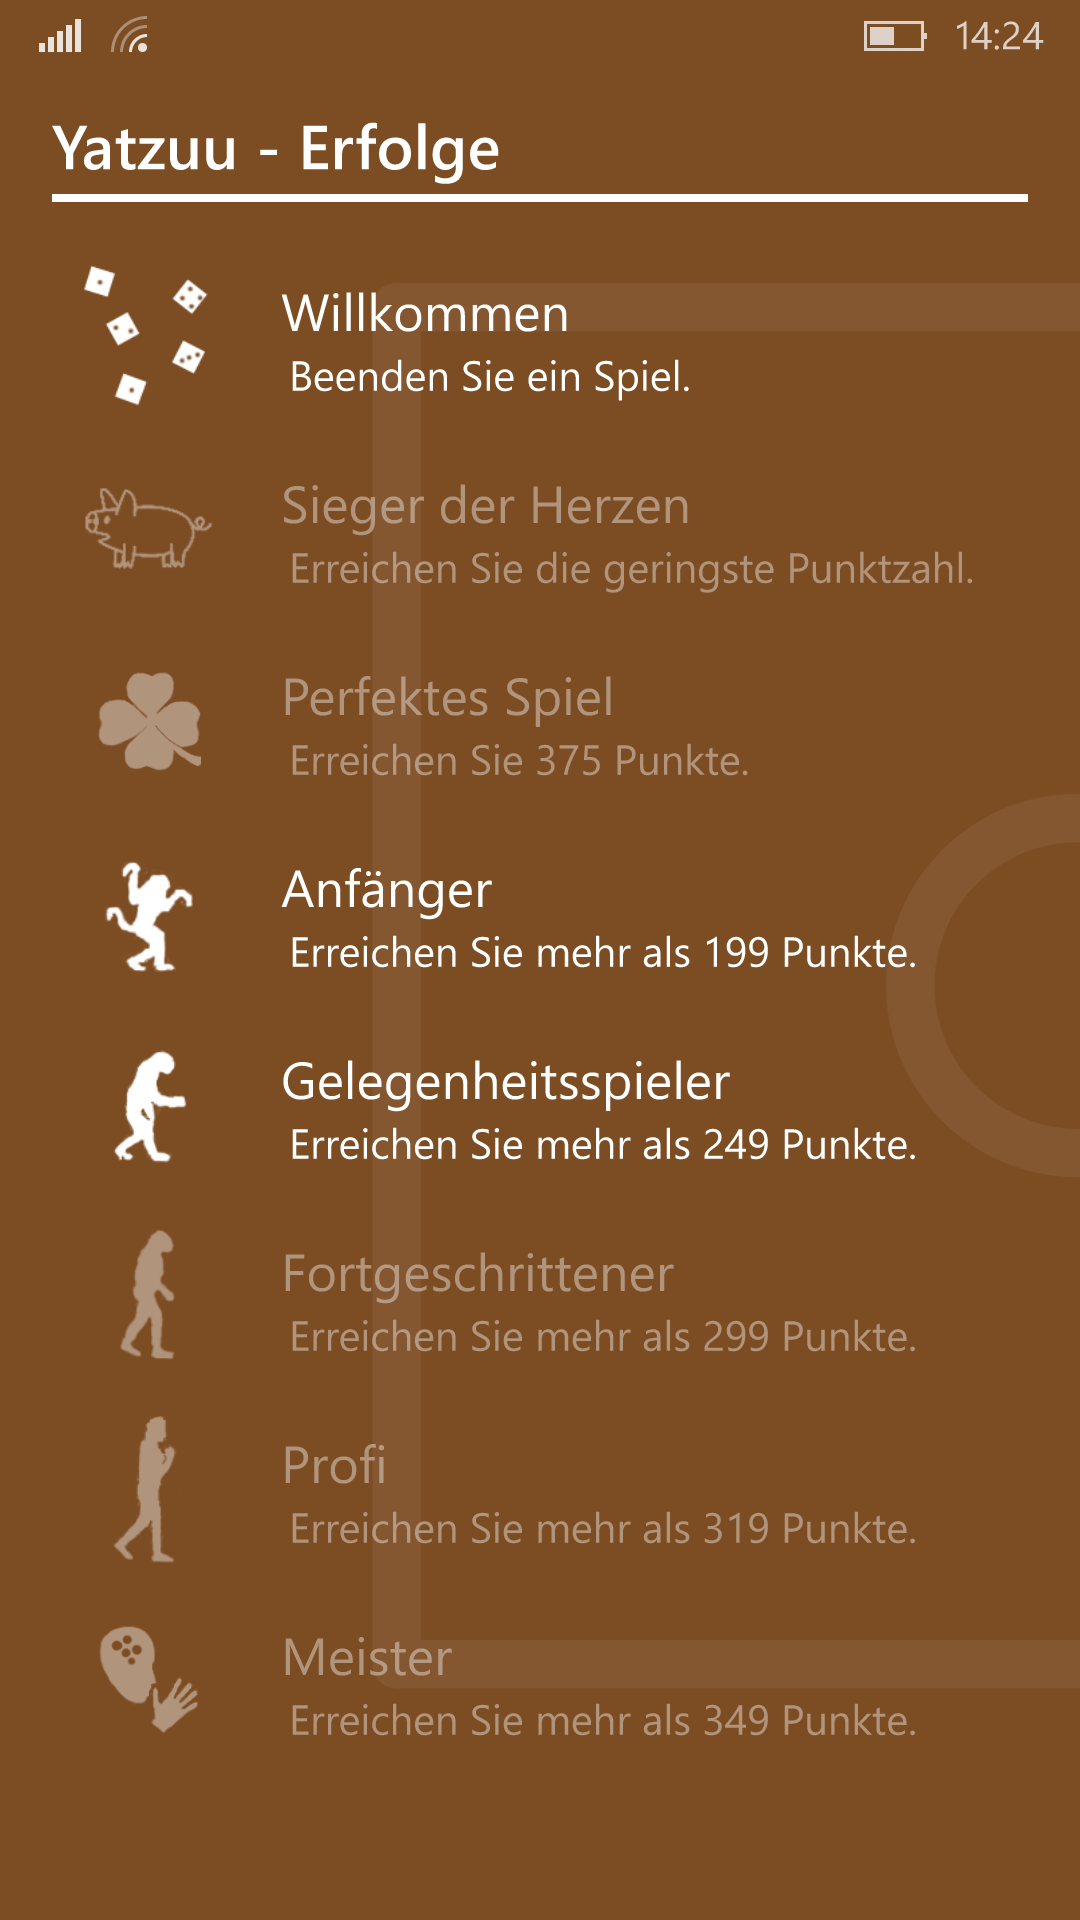 14:24
Yatzuu - Erfolge
Willkommen
Beenden Sie ein Spiel.
Sieger der Herzen
Erreichen Sie die geringste Punktzahl.
Perfektes Spiel
Erreichen Sie 375 Punkte.
Anfänger
Erreichen Sie mehr als 199 Punkte.
Gelegenheitsspieler
Erreichen Sie mehr als 249 Punkte.
Fortgeschrittener
Erreichen Sie mehr als 299 Punkte.
Profi
Erreichen Sie mehr als 319 Punkte.
Meister
Erreichen Sie mehr als 349 Punkte.